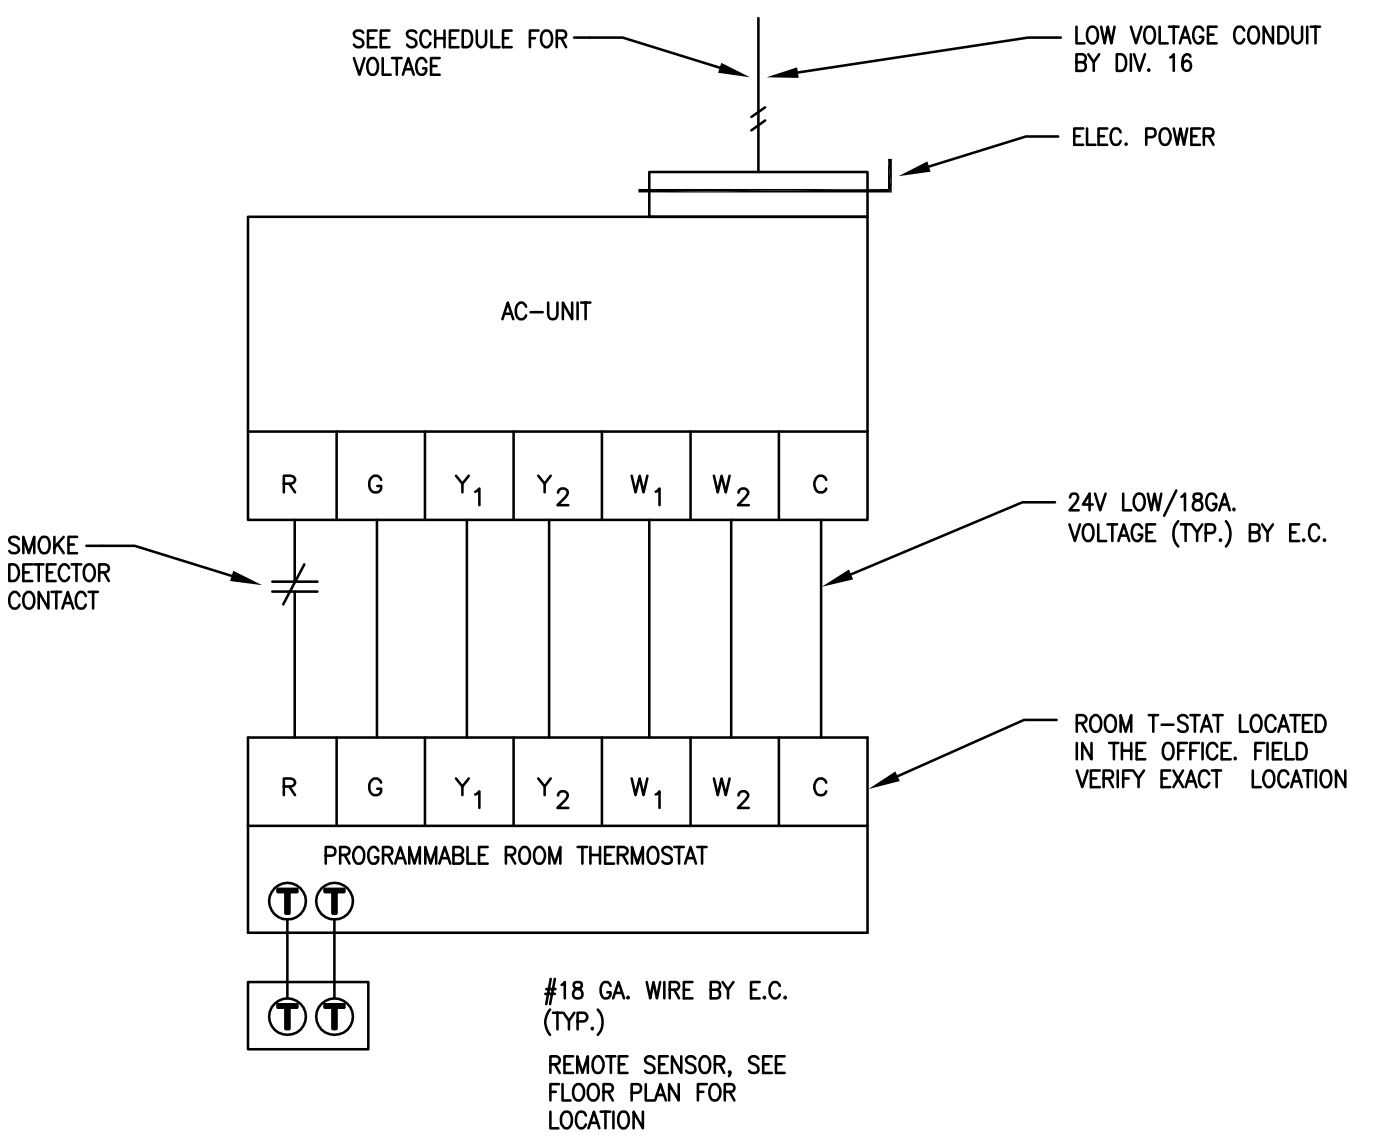 SEE SCHEDULE FOR
VOLTAGE
LOW VOLTAGE CONDUIT
BY DIV. 16
ELEC. POWER
AC-UNIT
R G Y1 Y2 W1 W2 C
24V LOW/18GA.
VOLTAGE (TYP.) BY E.C.
SMOKE
DETECTOR
CONTACT
ROOM T-STAT LOCATED
IN THE OFFICE. FIELD
VERIFY EXACT LOCATION
R G Y1 Y2 W1 W2 C
PROGRAMMABLE ROOM THERMOSTAT
T T
T T
#18 GA. WIRE BY E.C.
(TYP.)
REMOTE SENSOR, SEE
FLOOR PLAN FOR
LOCATION